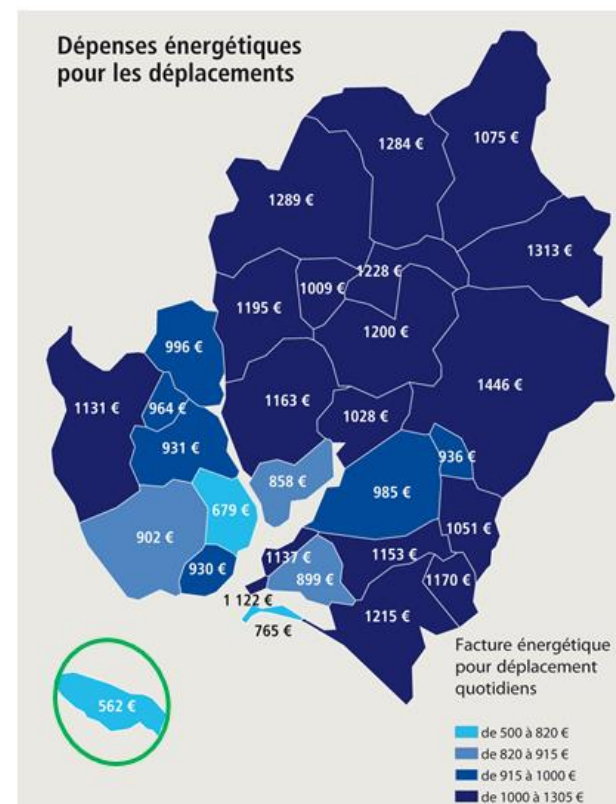 Dépenses énergétiques
pour les déplacements
1284 €
1075 €
1289 €
1313 €
1228 €
1009 €
1195 €
1200 €
996 €
1446 €
1131 €
1163 €
964 €
1028 €
931 €
936 €
858 €
985 €
679 €
902 €
1051 €
1137 €
1153 €
930 €
899 €
1170 €
1 122 €
1215 €
765 €
Facture énergétique
pour déplacement
quotidiens
562 €
de 500 à 820 €
de 820 à 915 €
de 915 à 1000 €
de 1000 à 1305 €